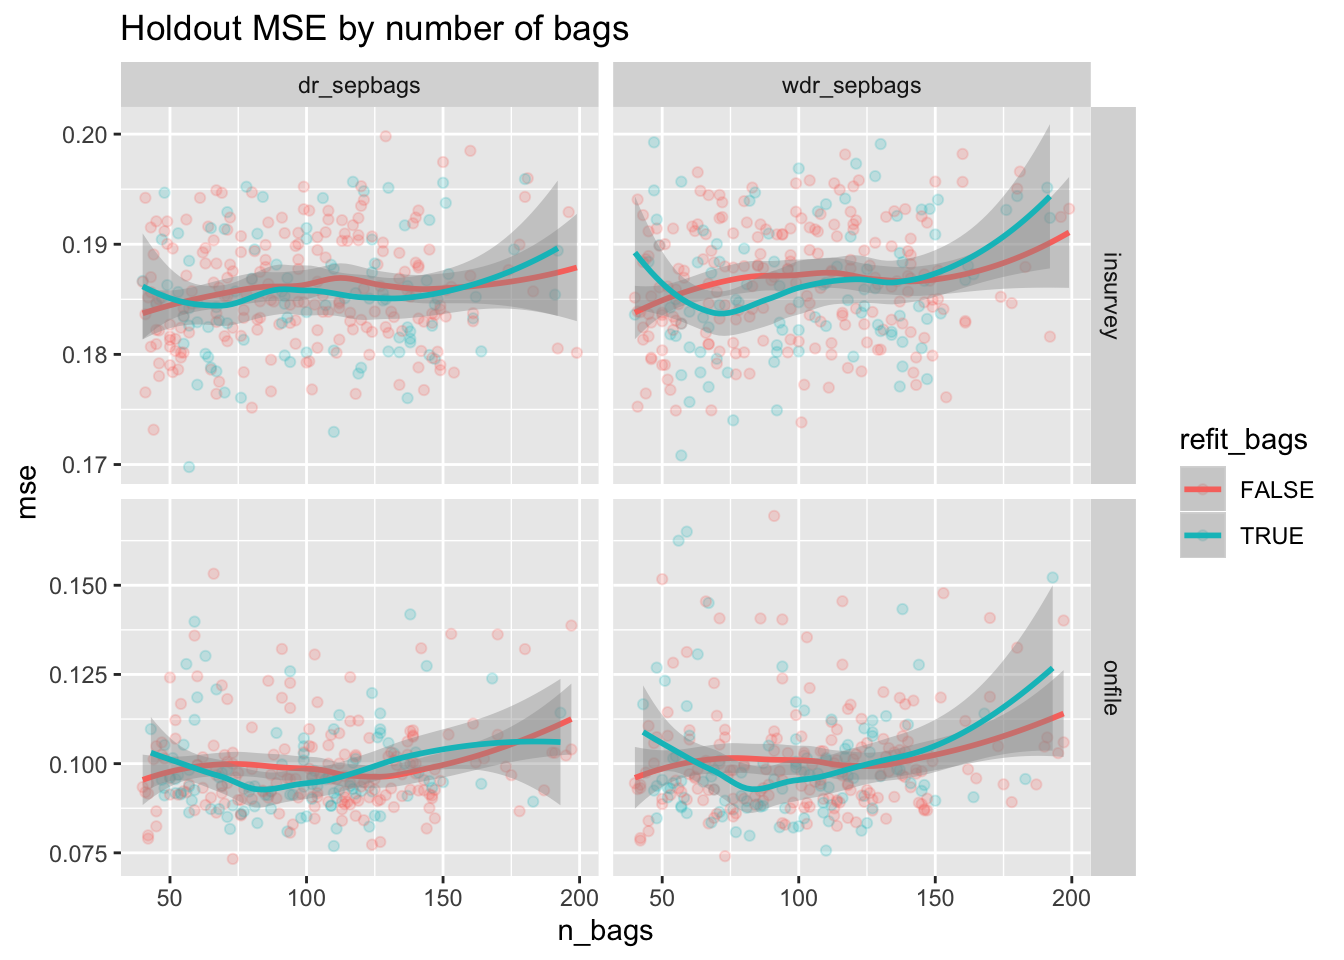 Holdout MSE by number of bags
dr_sepbags
wdr_sepbags
0.20
0.19
0.18
0.17
insurvey
mse
0.150
0.125
0.100
0.075
onfile
50
100
150
200
50
100
150
200
n_bags
refit_bags
FALSE
TRUE